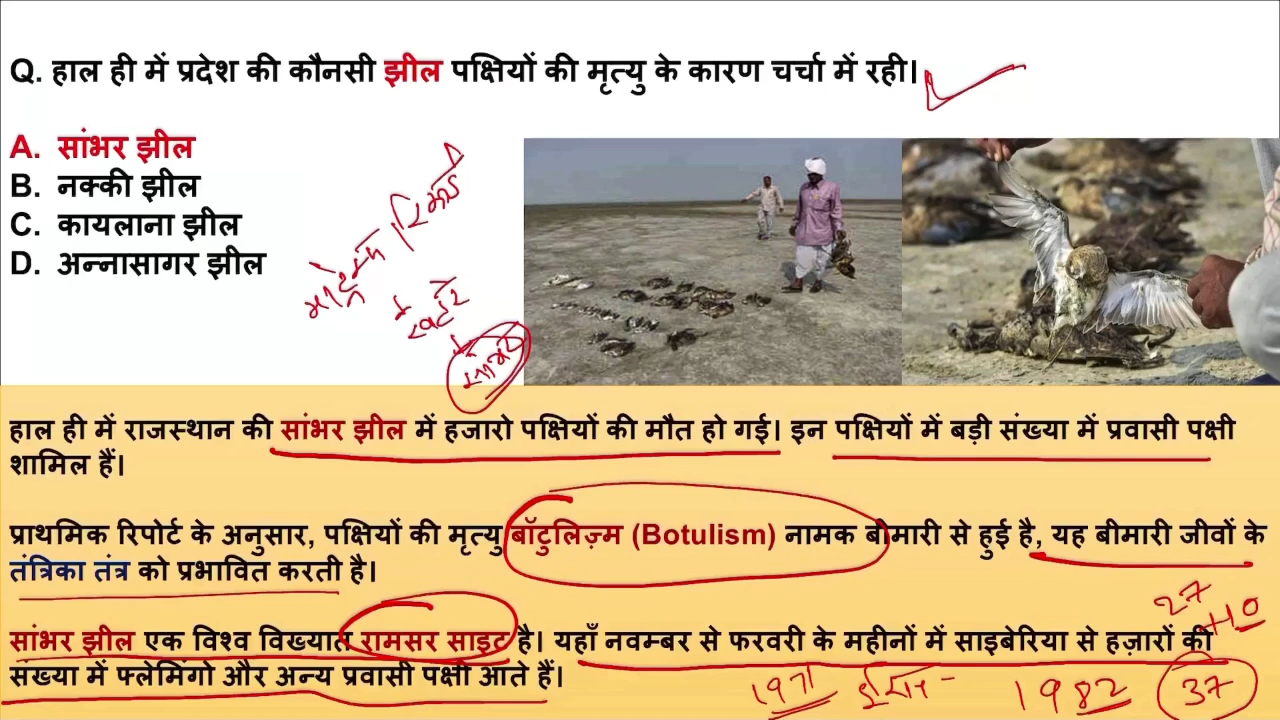 Q. हाल ही में प्रदेश की कौनसी झील पक्षियों की मृत्यु के कारण चर्चा में रही।
A. सांभर झील
B. नक्की झील
C. कायलाना झील
D. अन्नासागर झील
हाल ही में राजस्थान की सांभर झील में हजारो पक्षियों की मौत हो गई। इन पक्षियों में बड़ी संख्या में प्रवासी पक्षी
शामिल हैं।
प्राथमिक रिपोर्ट के अनुसार, पक्षियों की मृत्यु बॉटुलिज़्म (Botulism) नामक बीमारी से हुई है, यह बीमारी जीवों के
तंत्रिका तंत्र को प्रभावित करती है।
27
+10
सांभर झील एक विश्व विख्यात रामसर साइट है। यहाँ नवम्बर से फरवरी के महीनों में साइबेरिया से हज़ारों की
संख्या में फ्लेमिंगो और अन्य प्रवासी पक्षी आते हैं।
1971 ईरान - 1982 37